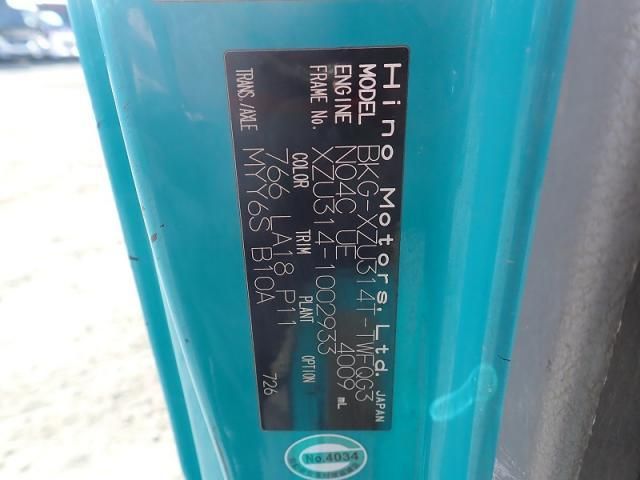 Hino Motors, Ltd. JAPAN
MODEL BKG-XZU314T-TWFQG3
ENGINE N04C UE 4009 mL
FRAME No. XZU314-1002933
COLOR TRIM PLANT OPTION
766 LA18 P11
TRANS./AXLE MYY6S B10A
726
No.4034